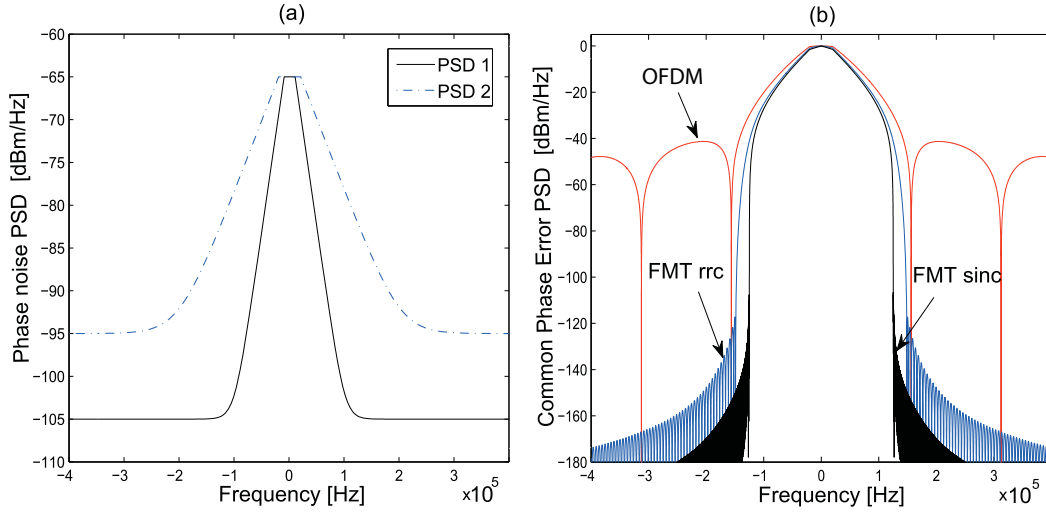 (a)
−60
−65
−70
−75
−80
−85
−90
−95
−100
−105
−110
Phase noise PSD [dBm/Hz]
PSD 1
PSD 2
−4 −3 −2 −1 0 1 2 3 4
Frequency [Hz]
×10^5
(b)
0
−20
−40
−60
−80
−100
−120
−140
−160
−180
Common Phase Error PSD [dBm/Hz]
OFDM
FMT rrc
FMT sinc
−4 −3 −2 −1 0 1 2 3
Frequency [Hz]
×10^5